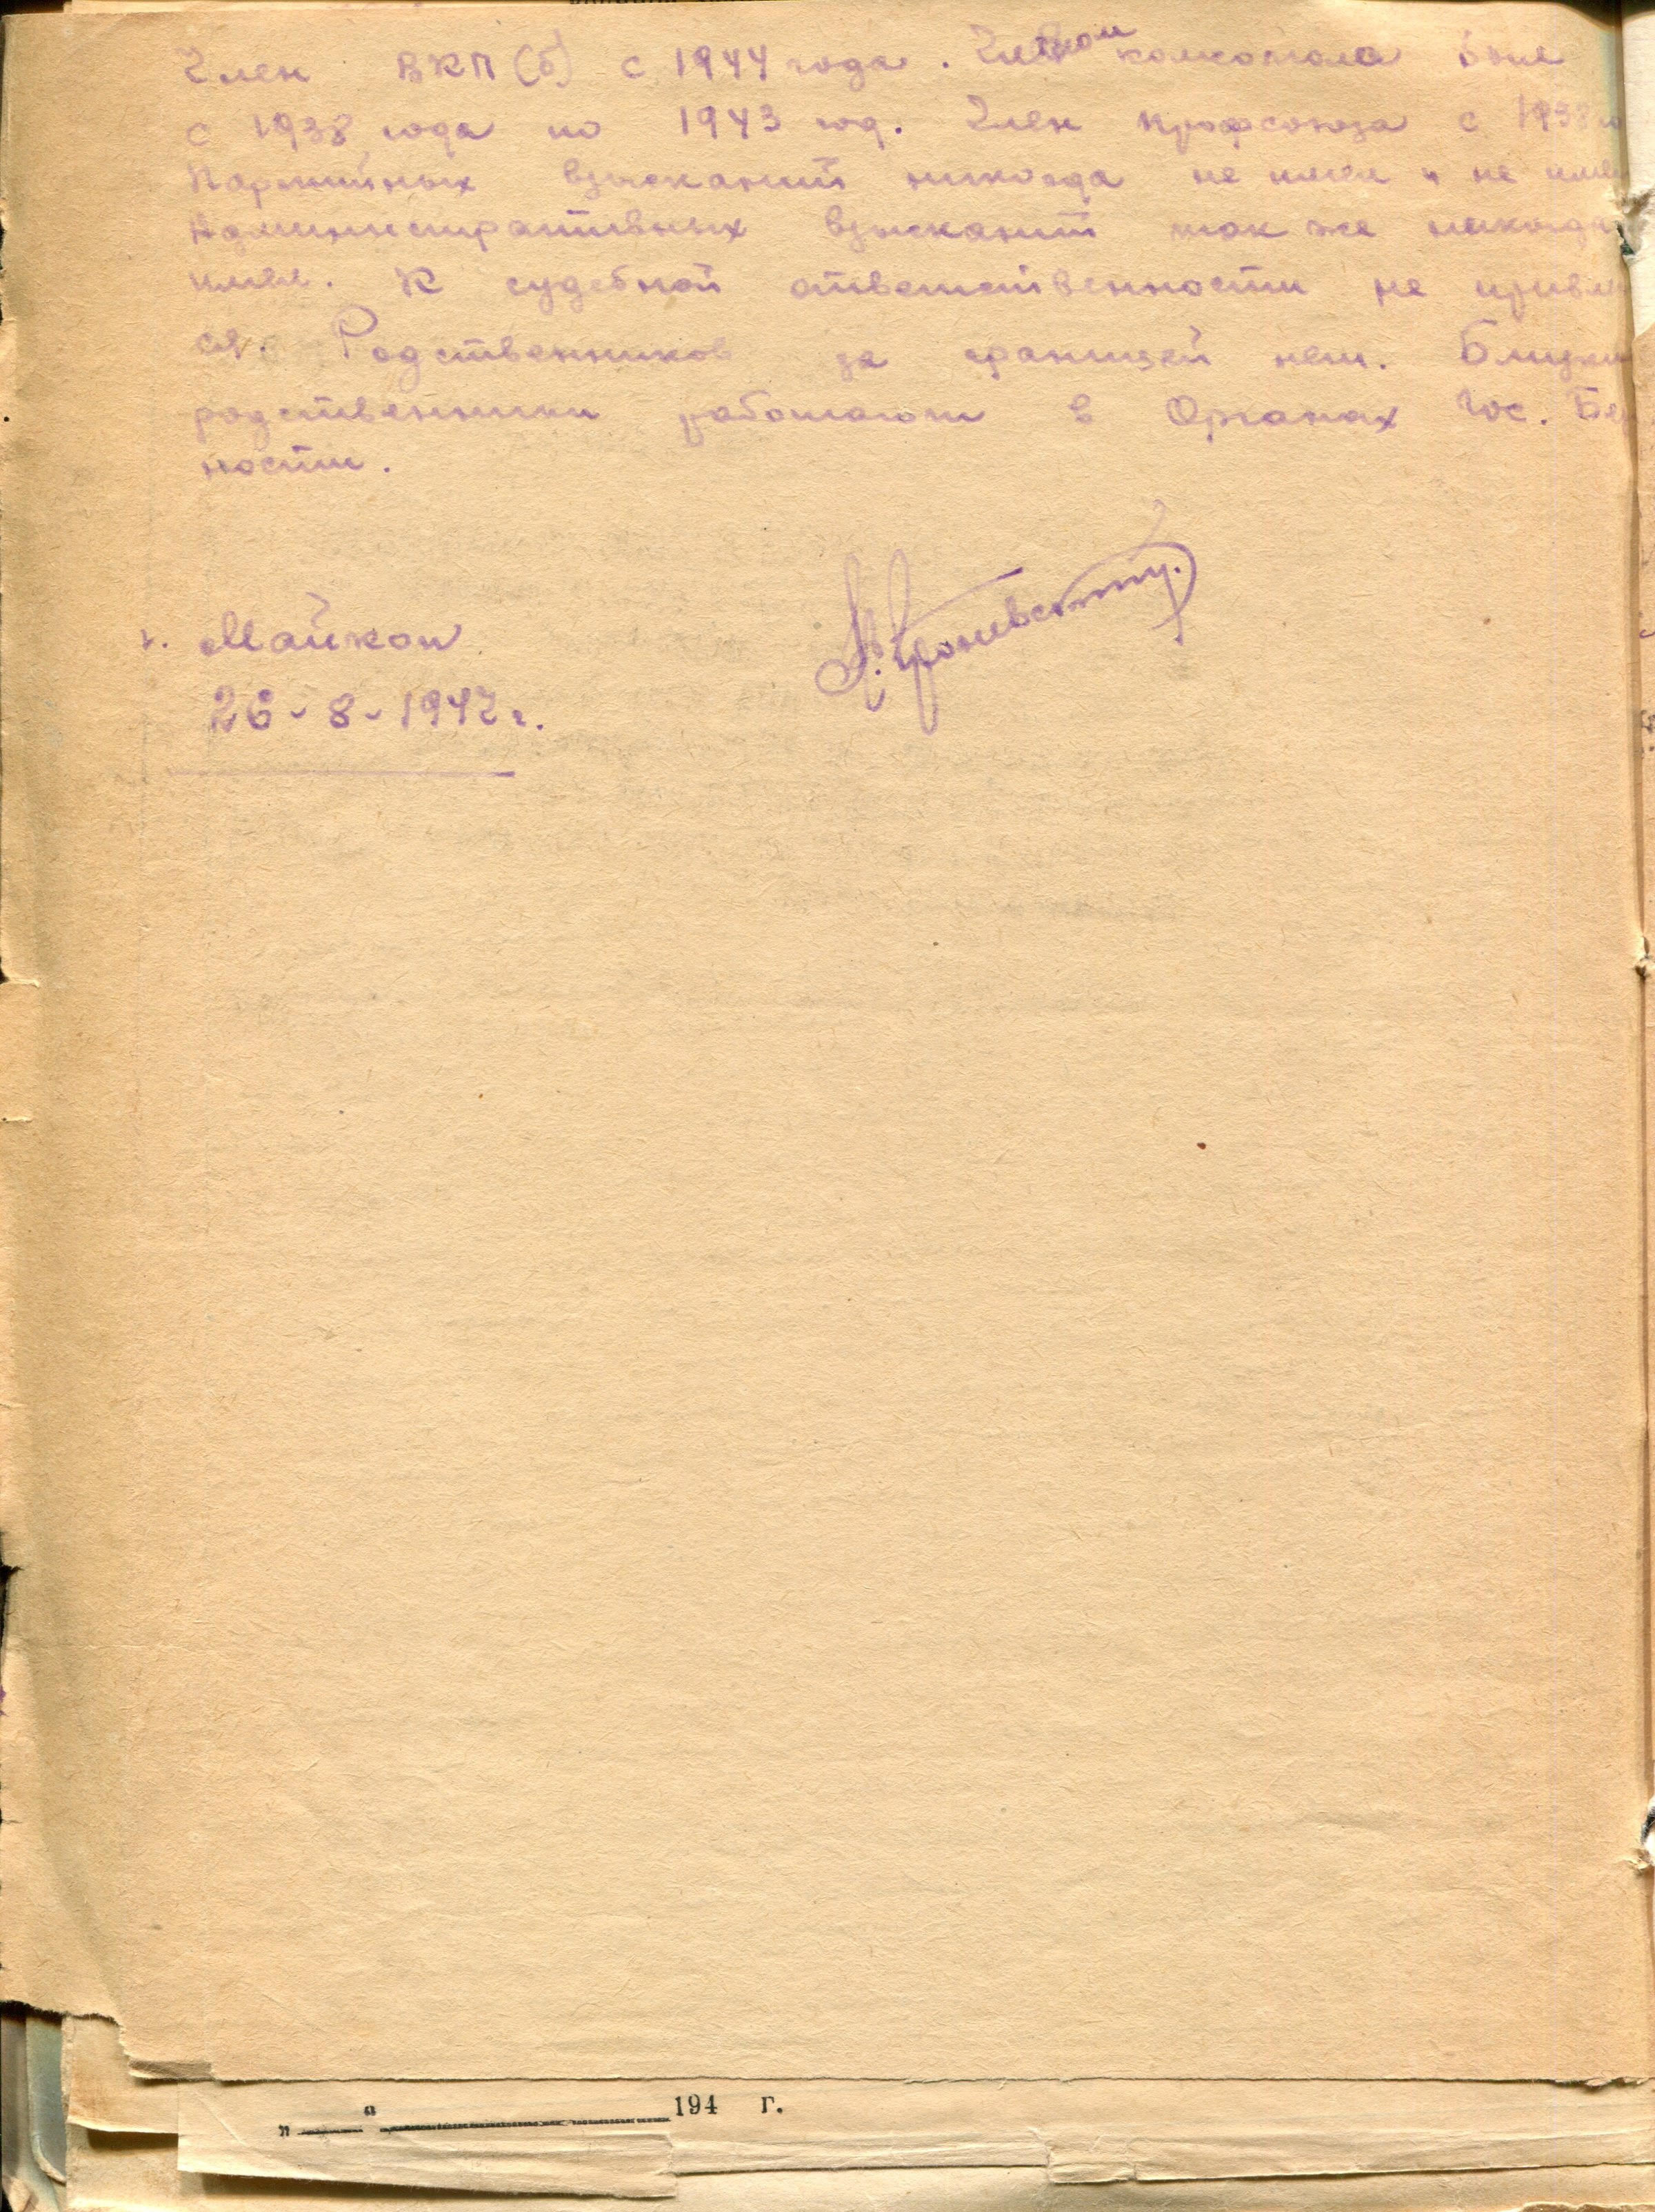 Член ВКП(б) с 1944 года. Членом комсомола был
с 1938 года по 1943 год. Член профсоюза с 1938 г
Партийных взысканий никогда не имел и не име
Административных взысканий так же никогда
имел. К судебной ответственности не привле
ся. Родственников за границей нет. Близки
родственники работают в Органах Гос. Бе
ности.
г. Майкоп
26-8-1947 г.
„ “ 194 г.